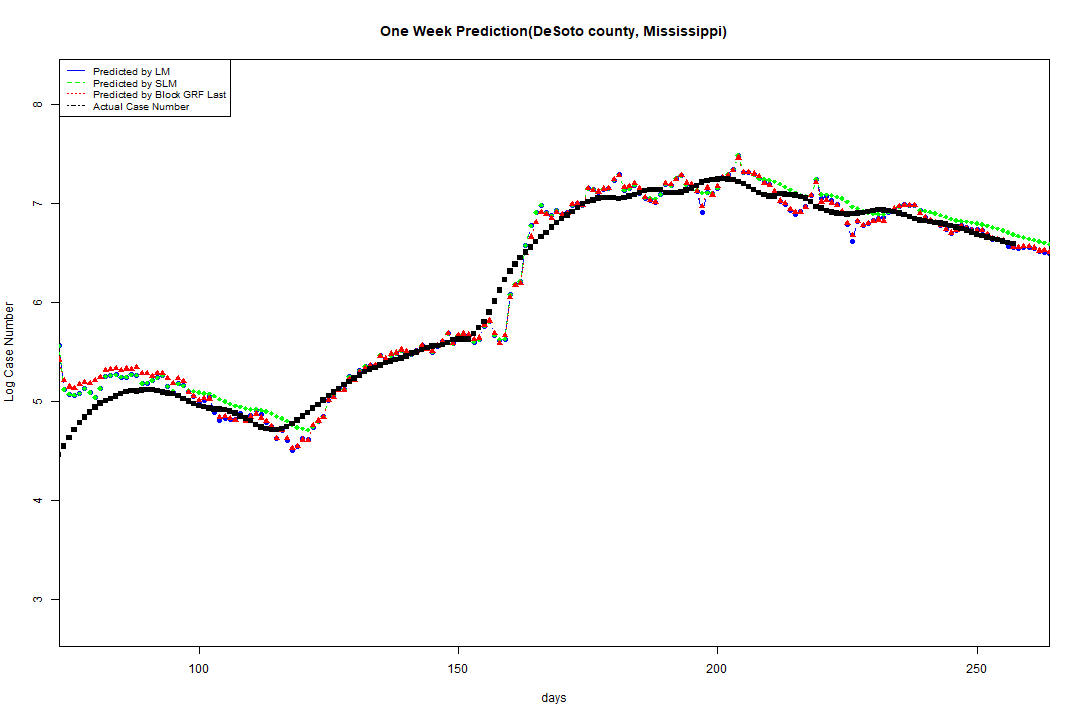 One Week Prediction(DeSoto county, Mississippi)
Predicted by LM
Predicted by SLM
Predicted by Block GRF Last
Actual Case Number
Log Case Number
8
7
6
5
4
3
100 150 200 250
days